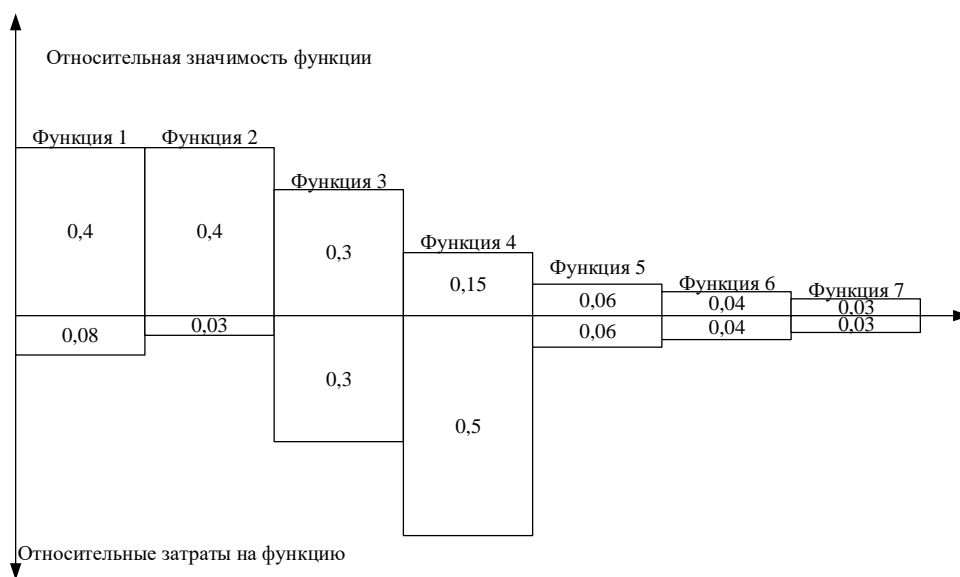 Относительная значимость функции
Функция 1
Функция 2
Функция 3
Функция 4
Функция 5
Функция 6
Функция 7
0,4
0,4
0,3
0,15
0,06
0,04
0,03
0,08
0,03
0,3
0,5
0,06
0,04
0,03
Относительные затраты на функцию